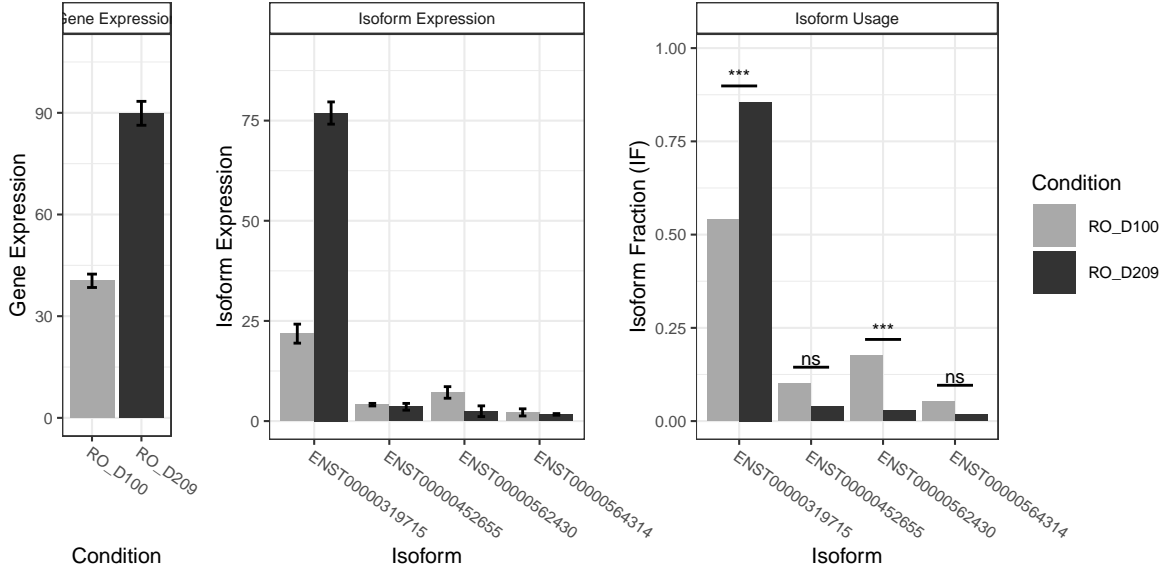 Gene Expression
Gene Expression
90
60
30
0
RO_D100
RO_D209
Condition
Isoform Expression
Isoform Expression
75
50
25
0
ENST00000319715
ENST00000452655
ENST00000562430
ENST00000564314
Isoform
Isoform Usage
Isoform Fraction (IF)
1.00
0.75
0.50
0.25
0.00
***
ns
***
ns
ENST00000319715
ENST00000452655
ENST00000562430
ENST00000564314
Isoform
Condition
RO_D100
RO_D209